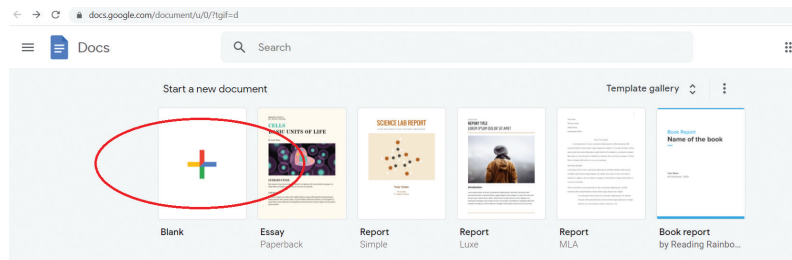 docs.google.com/document/u/0/?tgif=d
Docs
Search
Start a new document
Template gallery
CELLS
BASIC UNITS OF LIFE
SCIENCE LAB REPORT
REPORT TITLE
LOREM IPSUM DOLOR SIT AMET
Book Report
Name of the book
Blank
Essay
Report
Report
Report
Book report
Paperback
Simple
Luxe
MLA
by Reading Rainbo...